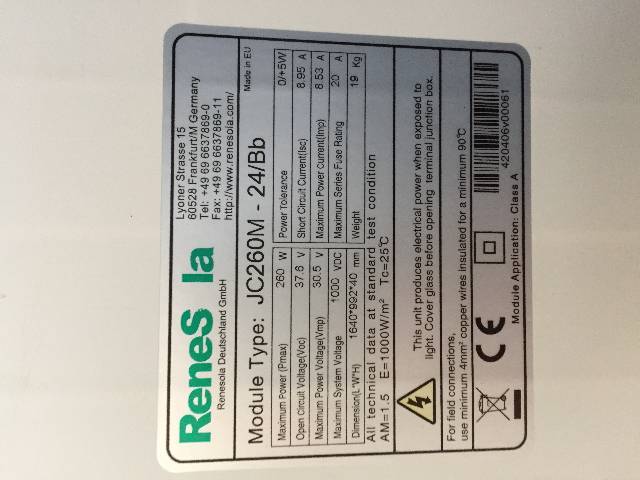 ReneS la
Renesola Deutschland GmbH
Lyoner Strasse 15
60528 Frankfurt/M Germany
Tel: +49 69 6637869-0
Fax: +49 69 6637869-11
http://www.renesola.com/
Module Type: JC260M - 24/Bb
Made in EU
Maximum Power (Pmax) 260 W Power Tolerance 0/+5W
Open Circuit Voltage(Voc) 37.6 V Short Circuit Current(Isc) 8.95 A
Maximum Power Voltage(Vmp) 30.5 V Maximum Power Current(Imp) 8.53 A
Maximum System Voltage 1000 VDC Maximum Series Fuse Rating 20 A
Dimension(L*W*H) 1640*992*40 mm Weight 19 Kg
All technical data at standard test condition
AM=1.5 E=1000W/m² Tc=25℃
This unit produces electrical power when exposed to
light. Cover glass before opening terminal junction box.
For field connections,
use minimum 4mm² copper wires insulated for a minimum 90℃
CE
420406v00061
Module Application: Class A